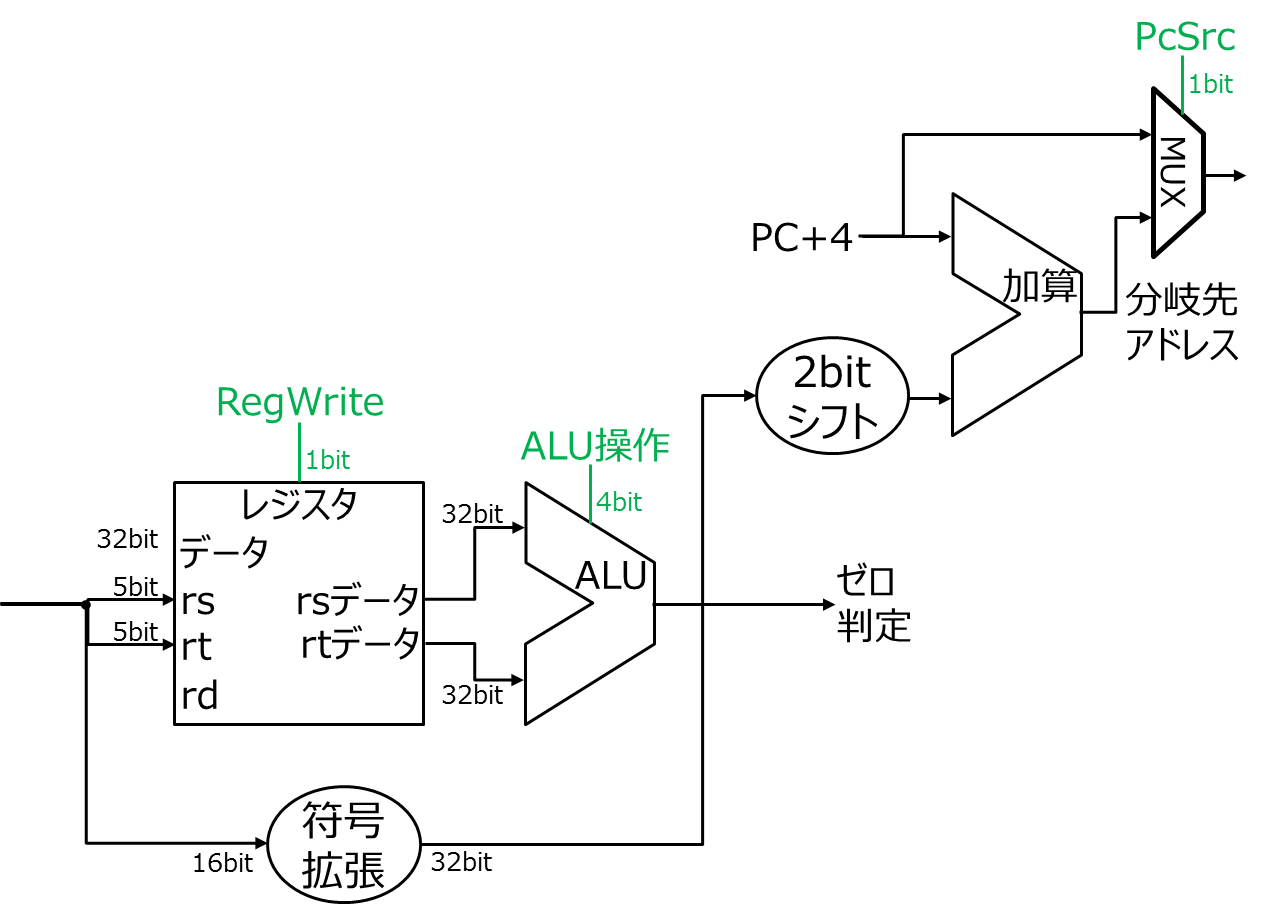 PcSrc
1bit
MUX
PC+4
加算
分岐先
アドレス
2bit
シフト
RegWrite
1bit
ALU操作
4bit
レジスタ
32bit
データ
32bit
5bit
rs
rsデータ
ALU
ゼロ
判定
5bit
rt
rtデータ
32bit
rd
符号
拡張
16bit
32bit